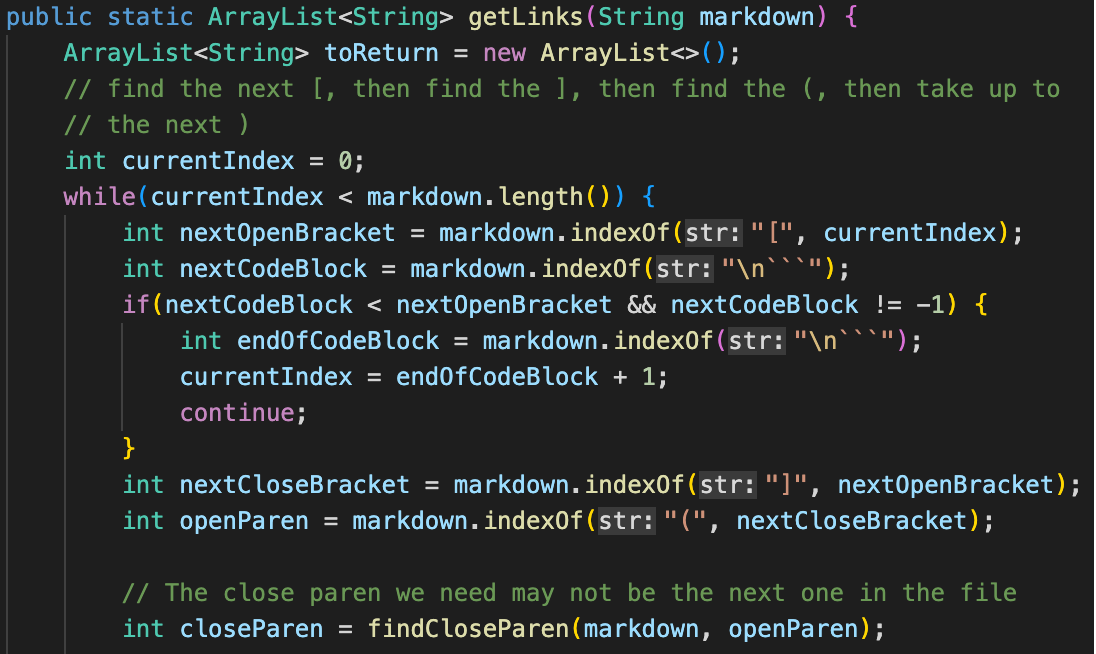 public static ArrayList<String> getLinks(String markdown) {
    ArrayList<String> toReturn = new ArrayList<>();
    // find the next [, then find the ], then find the (, then take up to
    // the next )
    int currentIndex = 0;
    while(currentIndex < markdown.length()) {
        int nextOpenBracket = markdown.indexOf(str: "[", currentIndex);
        int nextCodeBlock = markdown.indexOf(str: "\n```");
        if(nextCodeBlock < nextOpenBracket && nextCodeBlock != -1) {
            int endOfCodeBlock = markdown.indexOf(str: "\n```");
            currentIndex = endOfCodeBlock + 1;
            continue;
        }
        int nextCloseBracket = markdown.indexOf(str: "]", nextOpenBracket);
        int openParen = markdown.indexOf(str: "(", nextCloseBracket);

        // The close paren we need may not be the next one in the file
        int closeParen = findCloseParen(markdown, openParen);